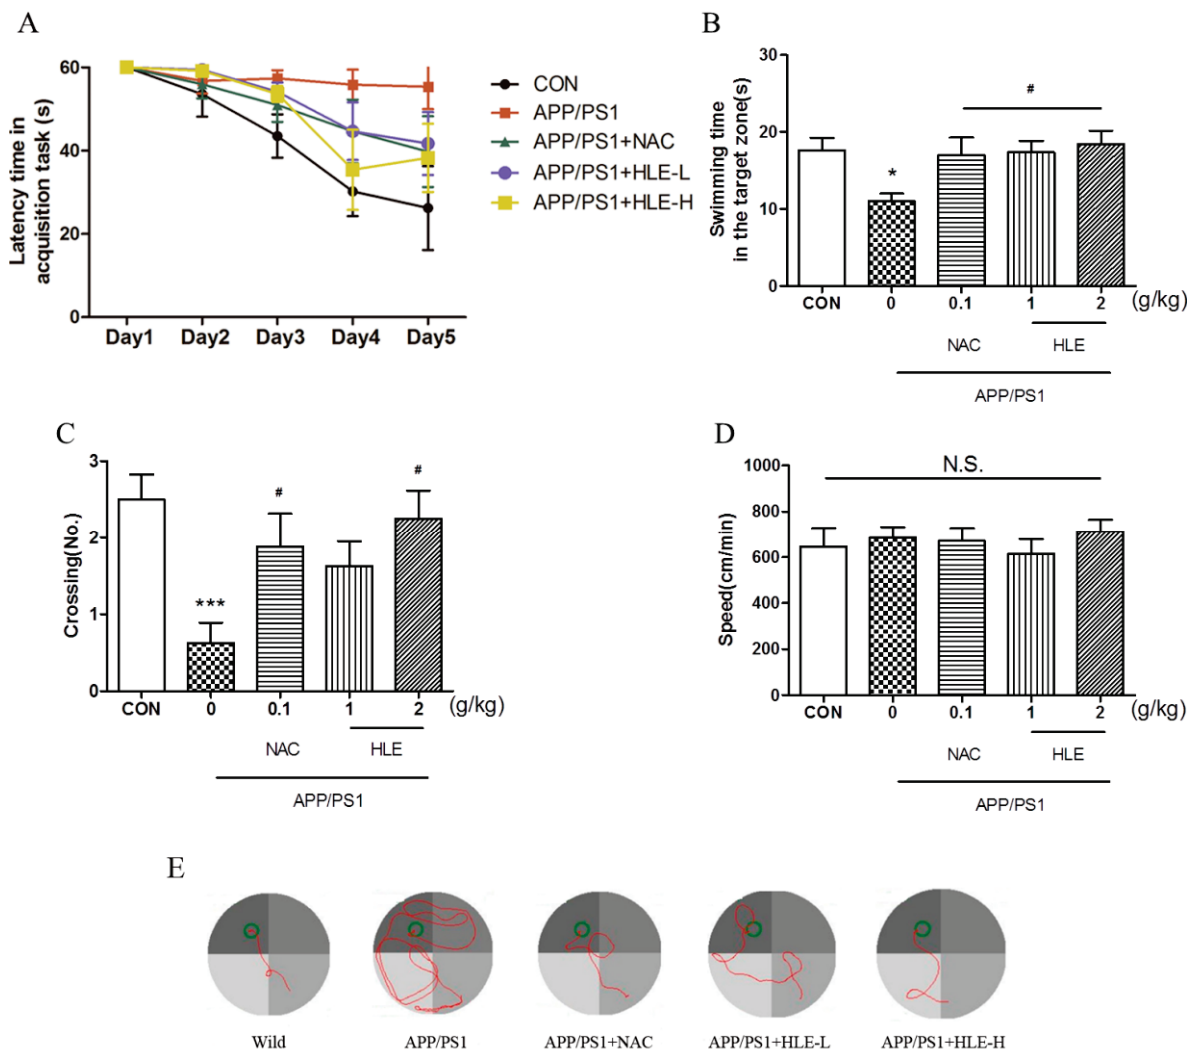 A
Latency time in
acquisition task (s)
60
40
20
0
Day1 Day2 Day3 Day4 Day5
CON
APP/PS1
APP/PS1+NAC
APP/PS1+HLE-L
APP/PS1+HLE-H
B
Swimming time
in the target zone(s)
30
20
10
0
*
#
CON 0 0.1 1 2 (g/kg)
NAC HLE
APP/PS1
C
Crossing(No.)
3
2
1
0
***
#
#
CON 0 0.1 1 2 (g/kg)
NAC HLE
APP/PS1
D
Speed(cm/min)
1000
800
600
400
200
0
N.S.
CON 0 0.1 1 2 (g/kg)
NAC HLE
APP/PS1
E
Wild APP/PS1 APP/PS1+NAC APP/PS1+HLE-L APP/PS1+HLE-H